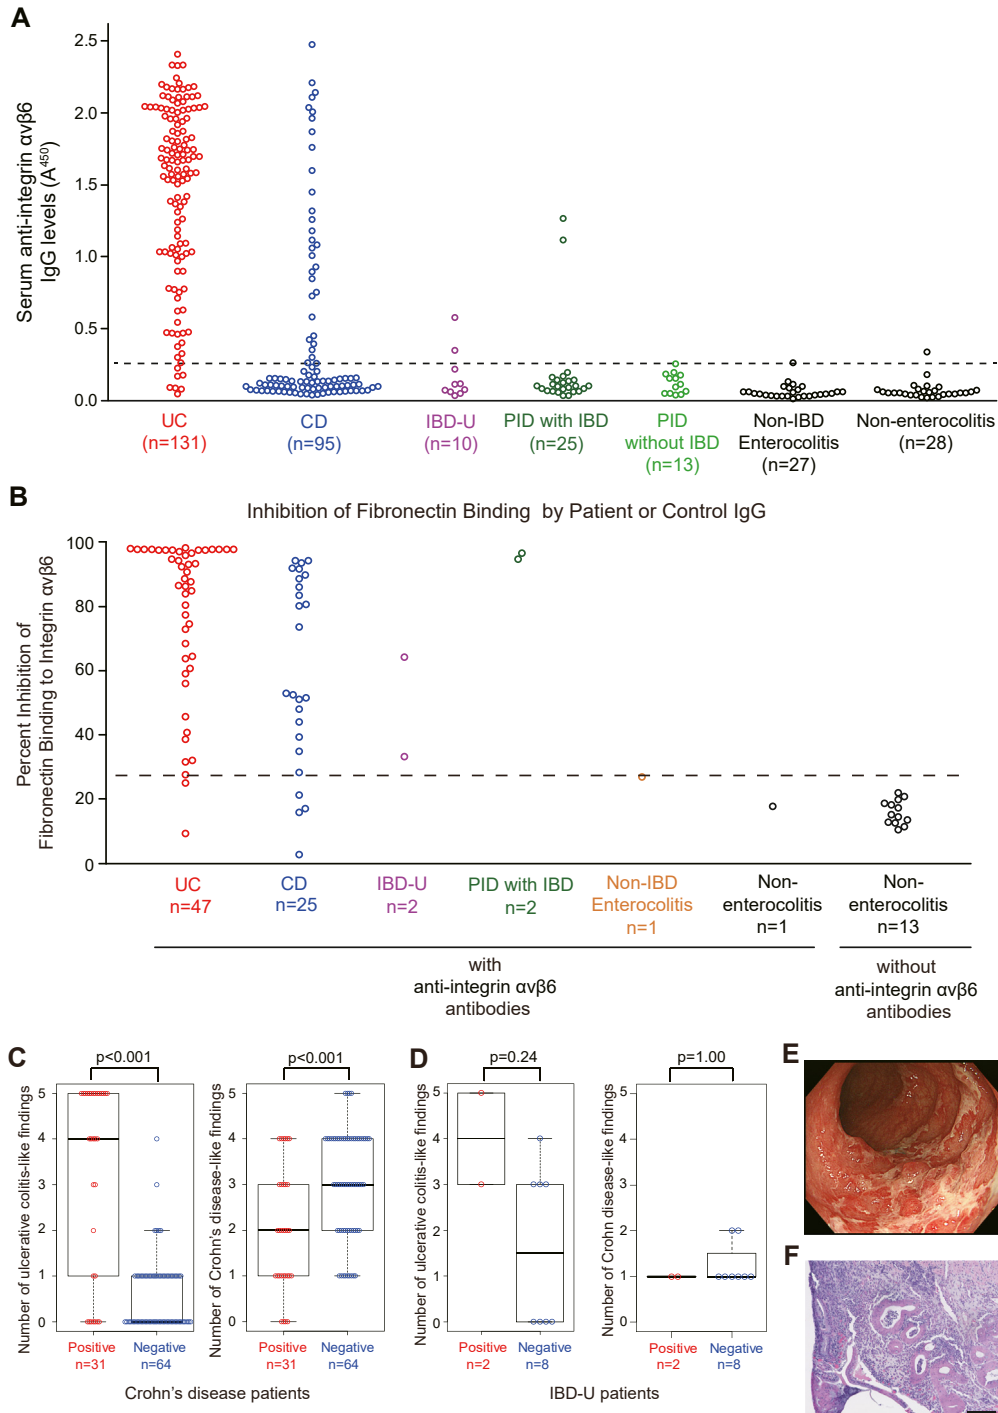 A
Serum anti-integrin αvβ6
IgG levels (A⁴⁵⁰)
2.5
2.0
1.5
1.0
0.5
0.0
UC
(n=131)
CD
(n=95)
IBD-U
(n=10)
PID with IBD
(n=25)
PID
without IBD
(n=13)
Non-IBD
Enterocolitis
(n=27)
Non-enterocolitis
(n=28)
B
Inhibition of Fibronectin Binding by Patient or Control IgG
Percent Inhibition of
Fibronectin Binding to Integrin αvβ6
100
80
60
40
20
0
UC
n=47
CD
n=25
IBD-U
n=2
PID with IBD
n=2
Non-IBD
Enterocolitis
n=1
Non-
enterocolitis
n=1
Non-
enterocolitis
n=13
with
anti-integrin αvβ6
antibodies
without
anti-integrin αvβ6
antibodies
C
p<0.001
Number of ulcerative colitis-like findings
5
4
3
2
1
0
Positive
n=31
Negative
n=64
p<0.001
Number of Crohn's disease-like findings
5
4
3
2
1
0
Positive
n=31
Negative
n=64
Crohn's disease patients
D
p=0.24
Number of ulcerative colitis-like findings
5
4
3
2
1
0
Positive
n=2
Negative
n=8
p=1.00
Number of Crohn disease-like findings
5
4
3
2
1
0
Positive
n=2
Negative
n=8
IBD-U patients
E
F